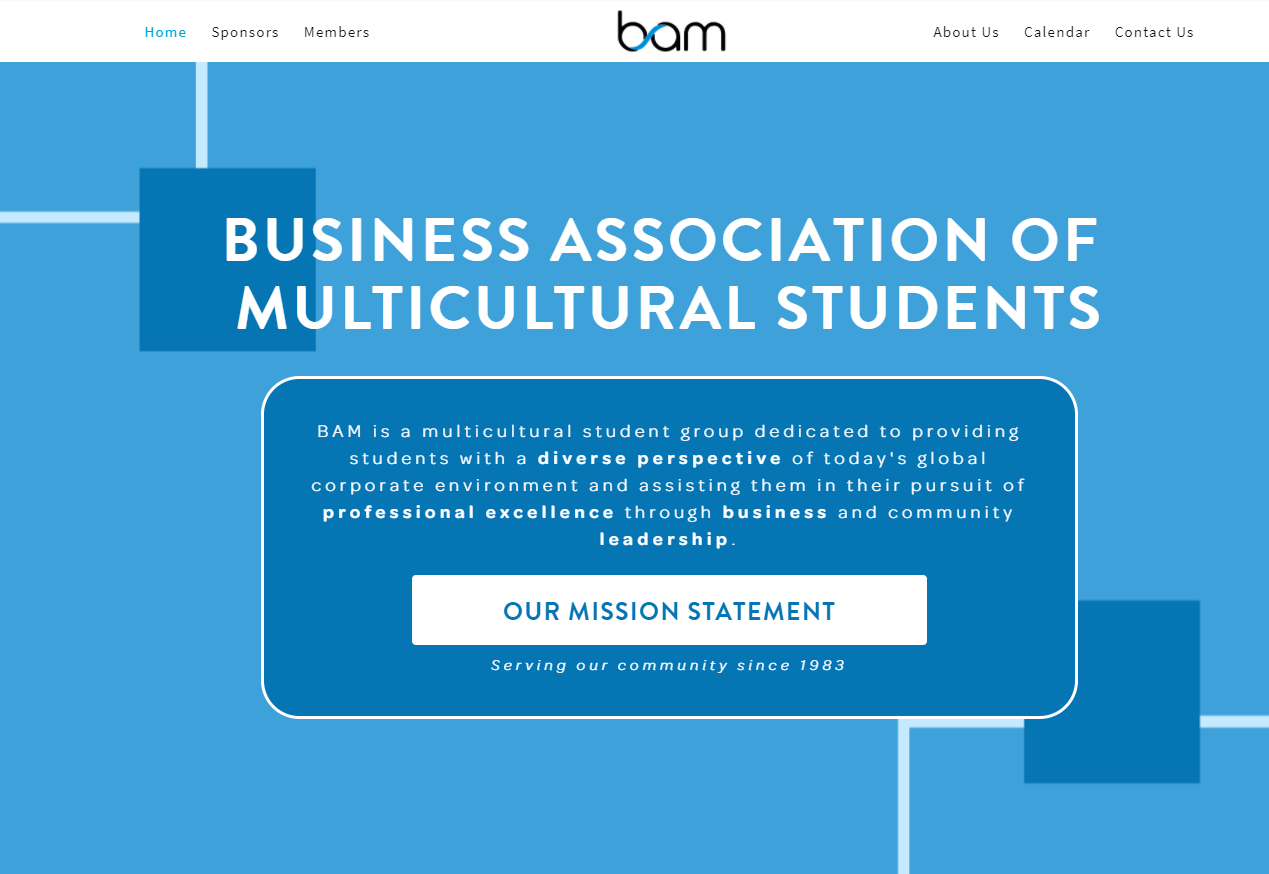 Home Sponsors Members bam About Us Calendar Contact Us
BUSINESS ASSOCIATION OF
MULTICULTURAL STUDENTS
BAM is a multicultural student group dedicated to providing
students with a diverse perspective of today's global
corporate environment and assisting them in their pursuit of
professional excellence through business and community
leadership.
OUR MISSION STATEMENT
Serving our community since 1983